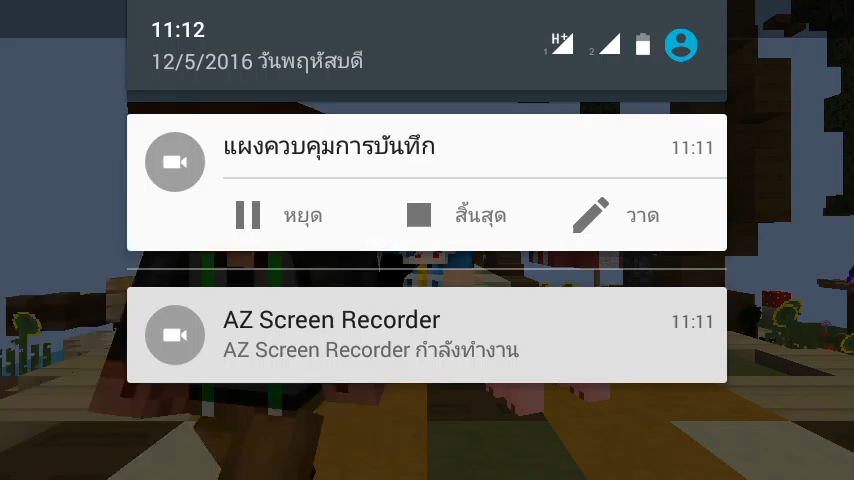 11:12
12/5/2016 วันพฤหัสบดี
H+
1
2
แผงควบคุมการบันทึก
11:11
หยุด
สิ้นสุด
วาด
AZ Screen Recorder
11:11
AZ Screen Recorder กำลังทำงาน